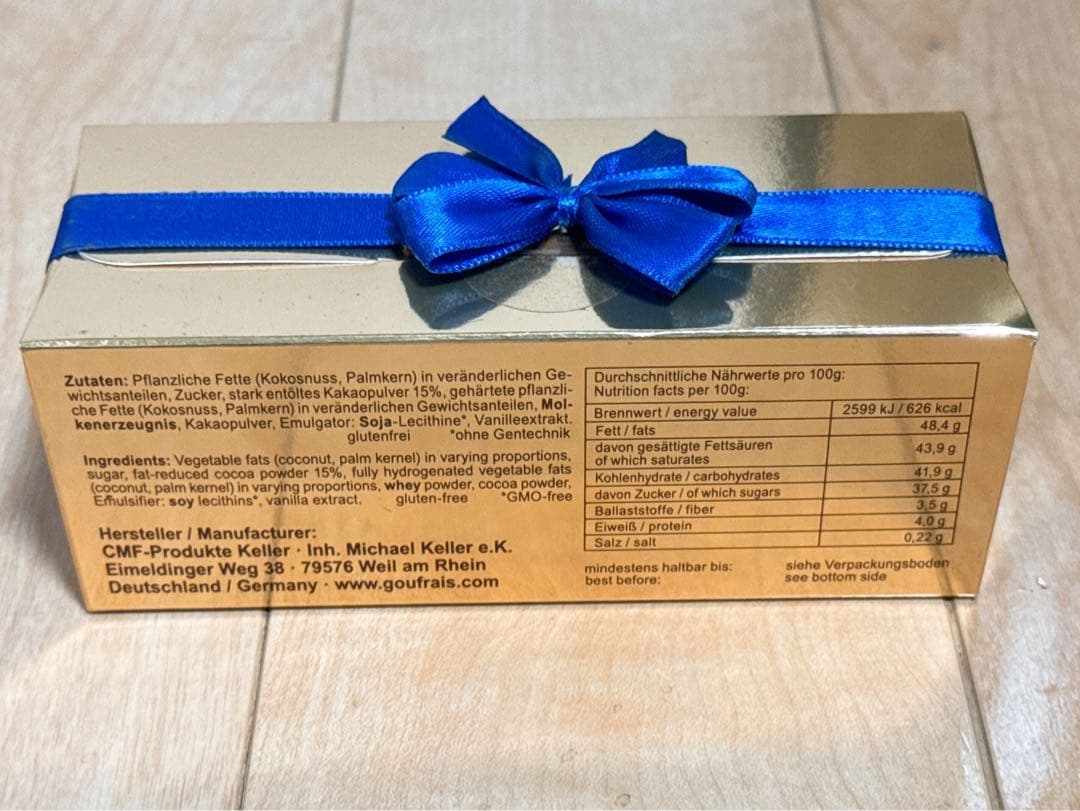 Zutaten: Pflanzliche Fette (Kokosnuss, Palmkern) in veränderlichen Ge-
wichtsanteilen, Zucker, stark entöltes Kakaopulver 15%, gehärtete pflanzli-
che Fette (Kokosnuss, Palmkern) in veränderlichen Gewichtsanteilen, Mol-
kenerzeugnis, Kakaopulver, Emulgator: Soja-Lecithine*, Vanilleextrakt.
glutenfrei *ohne Gentechnik
Ingredients: Vegetable fats (coconut, palm kernel) in varying proportions,
sugar, fat-reduced cocoa powder 15%, fully hydrogenated vegetable fats
(coconut, palm kernel) in varying proportions, whey powder, cocoa powder,
Emulsifier: soy lecithins*, vanilla extract. gluten-free *GMO-free
Hersteller / Manufacturer:
CMF-Produkte Keller · Inh. Michael Keller e.K.
Eimeldinger Weg 38 · 79576 Weil am Rhein
Deutschland / Germany · www.goufrais.com
Durchschnittliche Nährwerte pro 100g:
Nutrition facts per 100g:
Brennwert / energy value 2599 kJ / 626 kcal
Fett / fats 48,4 g
davon gesättigte Fettsäuren
of which saturates 43,9 g
Kohlenhydrate / carbohydrates 41,9 g
davon Zucker / of which sugars 37,5 g
Ballaststoffe / fiber 3,5 g
Eiweiß / protein 4,0 g
Salz / salt 0,22 g
mindestens haltbar bis: siehe Verpackungsboden
best before: see bottom side